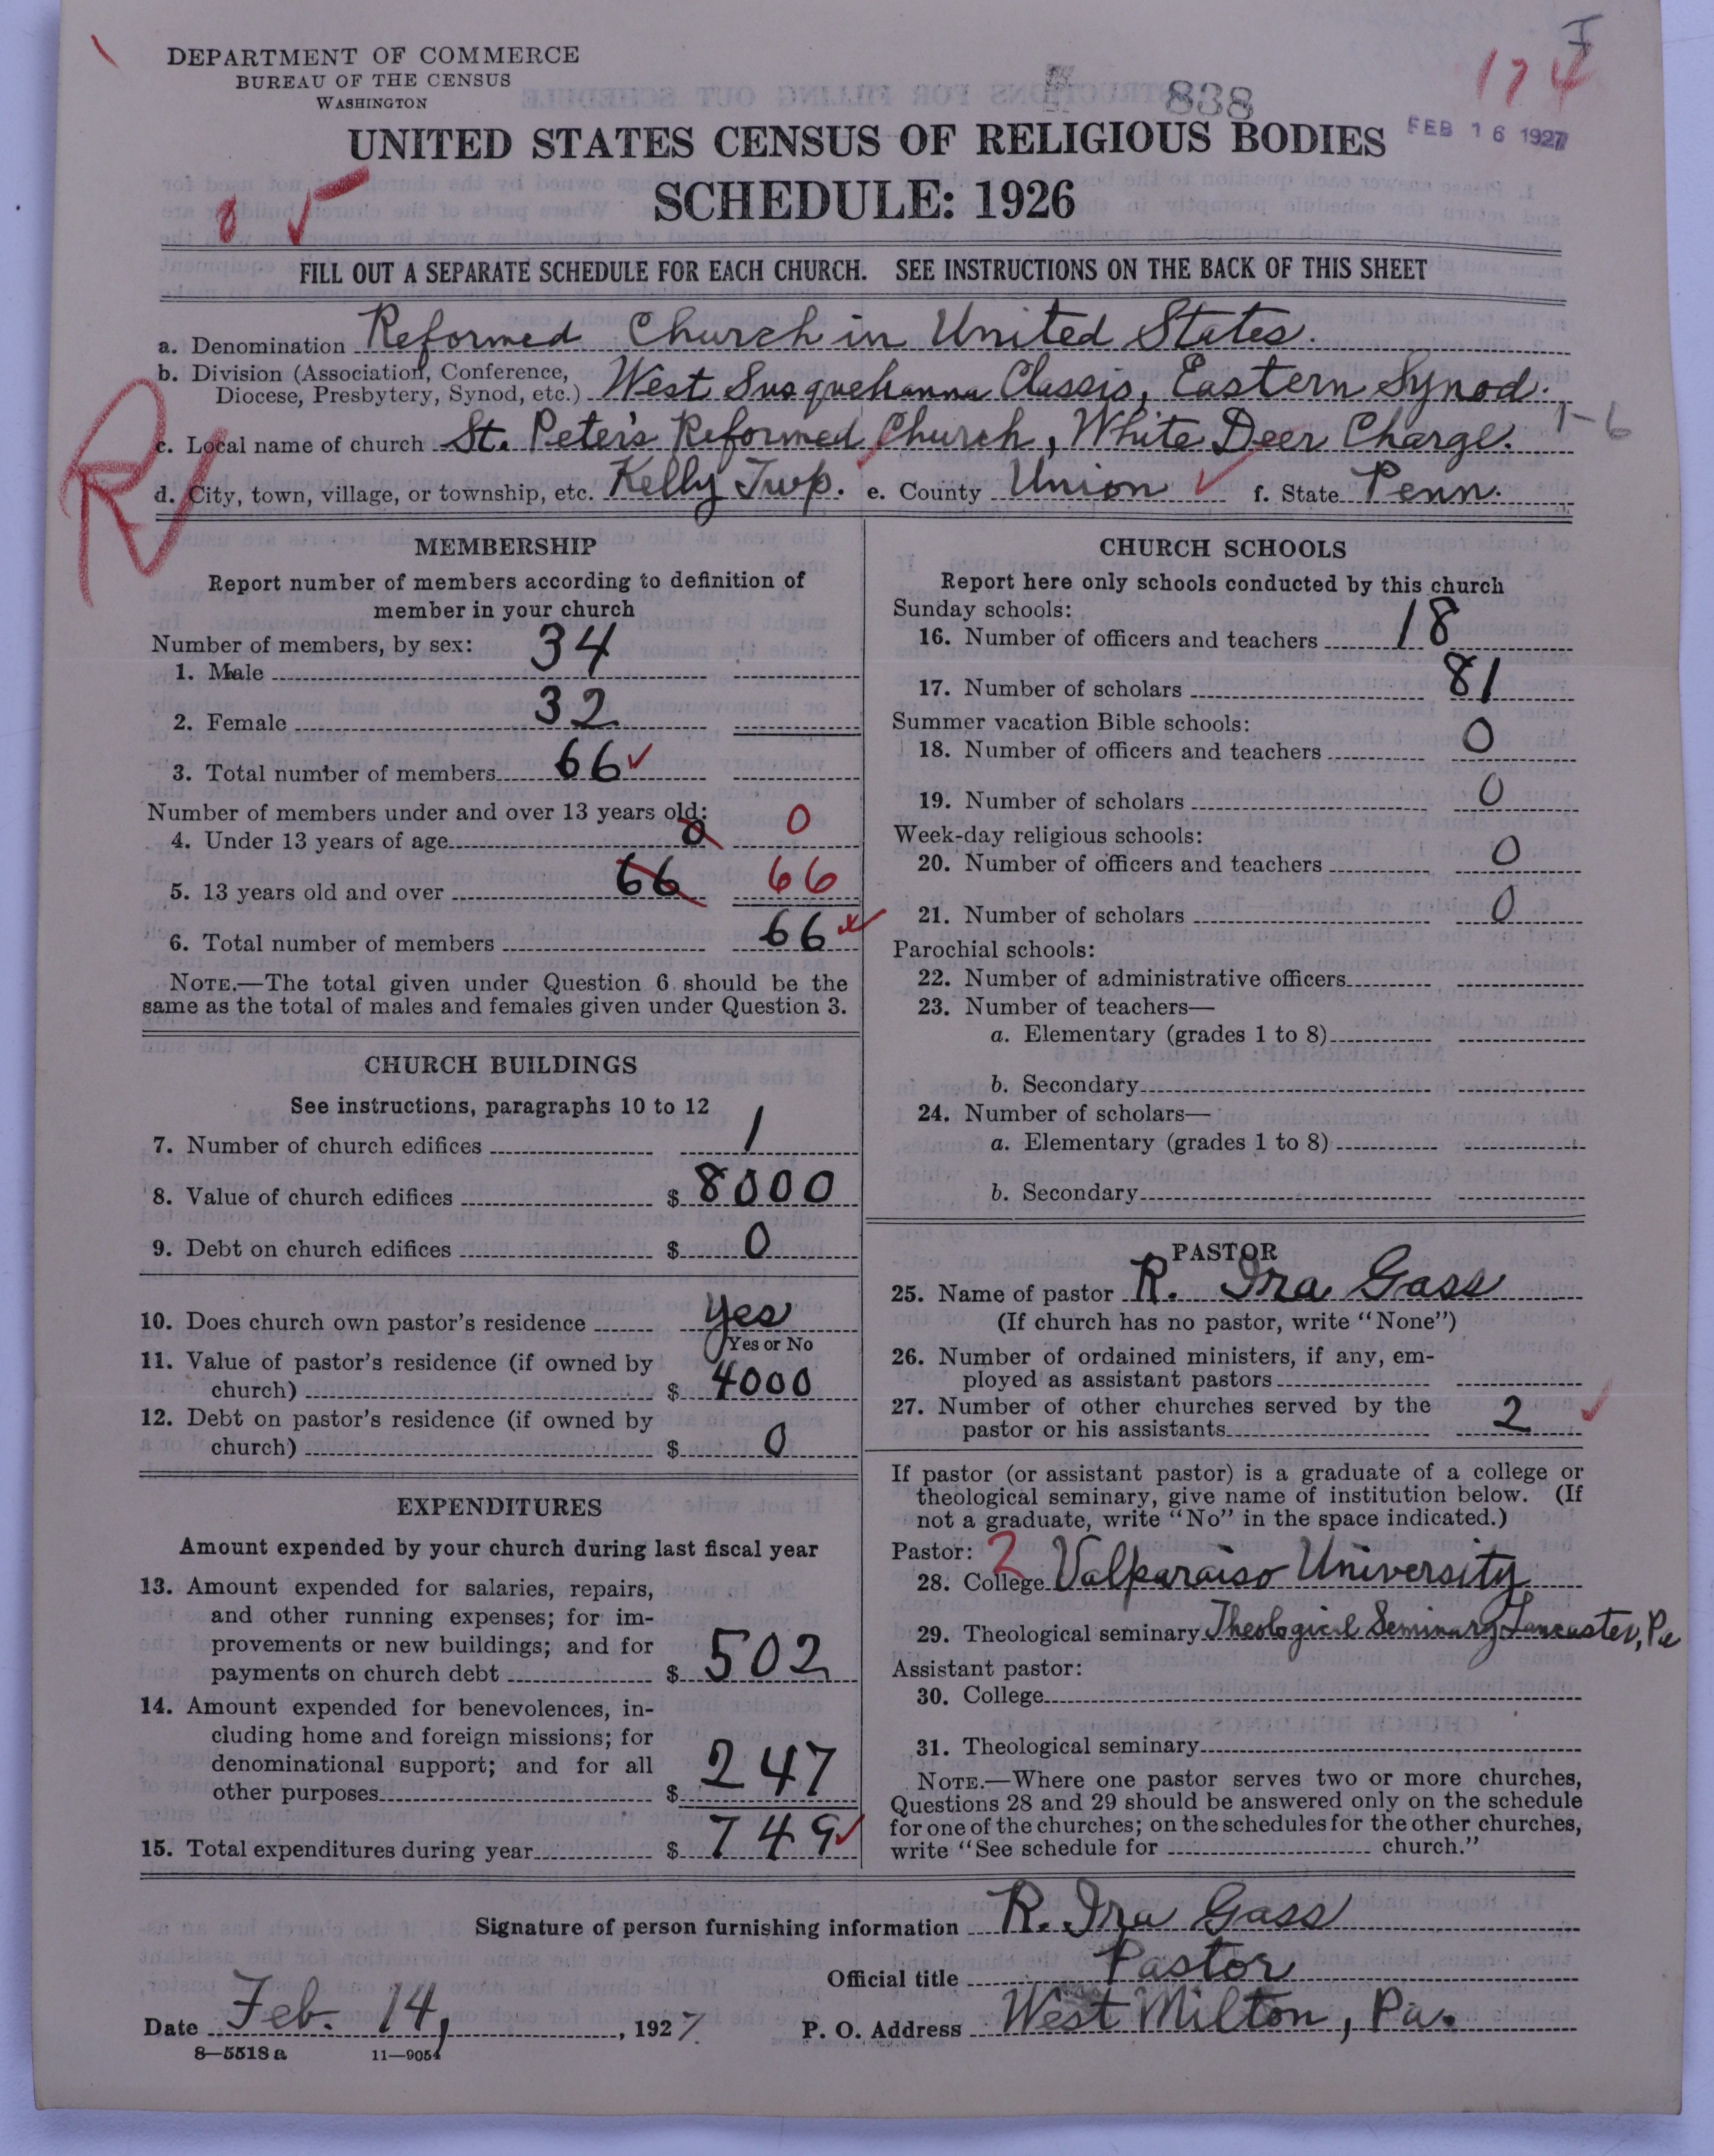 DEPARTMENT OF COMMERCE
BUREAU OF THE CENSUS
WASHINGTON
838
174
FEB 16 1927
UNITED STATES CENSUS OF RELIGIOUS BODIES
SCHEDULE: 1926
FILL OUT A SEPARATE SCHEDULE FOR EACH CHURCH. SEE INSTRUCTIONS ON THE BACK OF THIS SHEET
a. Denomination Reformed Church in United States.
b. Division (Association, Conference,
Diocese, Presbytery, Synod, etc.) West Susquehanna Classis, Eastern Synod.
c. Local name of church St. Peter's Reformed Church, White Deer Charge.
d. City, town, village, or township, etc. Kelly Twp. e. County Union f. State Penn.
MEMBERSHIP
Report number of members according to definition of
member in your church
Number of members, by sex:
1. Male 34
2. Female 32
3. Total number of members 66
Number of members under and over 13 years old:
4. Under 13 years of age 0 0
5. 13 years old and over 66 66
6. Total number of members 66
NOTE.—The total given under Question 6 should be the
same as the total of males and females given under Question 3.
CHURCH BUILDINGS
See instructions, paragraphs 10 to 12
7. Number of church edifices 1
8. Value of church edifices $ 8000
9. Debt on church edifices $ 0
10. Does church own pastor's residence Yes
Yes or No
11. Value of pastor's residence (if owned by
church) $ 4000
12. Debt on pastor's residence (if owned by
church) $ 0
EXPENDITURES
Amount expended by your church during last fiscal year
13. Amount expended for salaries, repairs,
and other running expenses; for im-
provements or new buildings; and for
payments on church debt $ 502
14. Amount expended for benevolences, in-
cluding home and foreign missions; for
denominational support; and for all
other purposes $ 247
15. Total expenditures during year $ 749
CHURCH SCHOOLS
Report here only schools conducted by this church
Sunday schools:
16. Number of officers and teachers 18
17. Number of scholars 81
Summer vacation Bible schools:
18. Number of officers and teachers 0
19. Number of scholars 0
Week-day religious schools:
20. Number of officers and teachers 0
21. Number of scholars 0
Parochial schools:
22. Number of administrative officers
23. Number of teachers—
a. Elementary (grades 1 to 8)
b. Secondary
24. Number of scholars—
a. Elementary (grades 1 to 8)
b. Secondary
PASTOR
25. Name of pastor R. Ira Gass
(If church has no pastor, write "None")
26. Number of ordained ministers, if any, em-
ployed as assistant pastors
27. Number of other churches served by the
pastor or his assistants 2
If pastor (or assistant pastor) is a graduate of a college or
theological seminary, give name of institution below. (If
not a graduate, write "No" in the space indicated.)
Pastor: 2
28. College Valparaiso University
29. Theological seminary Theological Seminary Lancaster, Pa
Assistant pastor:
30. College
31. Theological seminary
NOTE.—Where one pastor serves two or more churches,
Questions 28 and 29 should be answered only on the schedule
for one of the churches; on the schedules for the other churches,
write "See schedule for church."
Signature of person furnishing information R. Ira Gass
Official title Pastor
Date Feb. 14, 1927 P. O. Address West Milton, Pa.
8—5518 a 11—9054